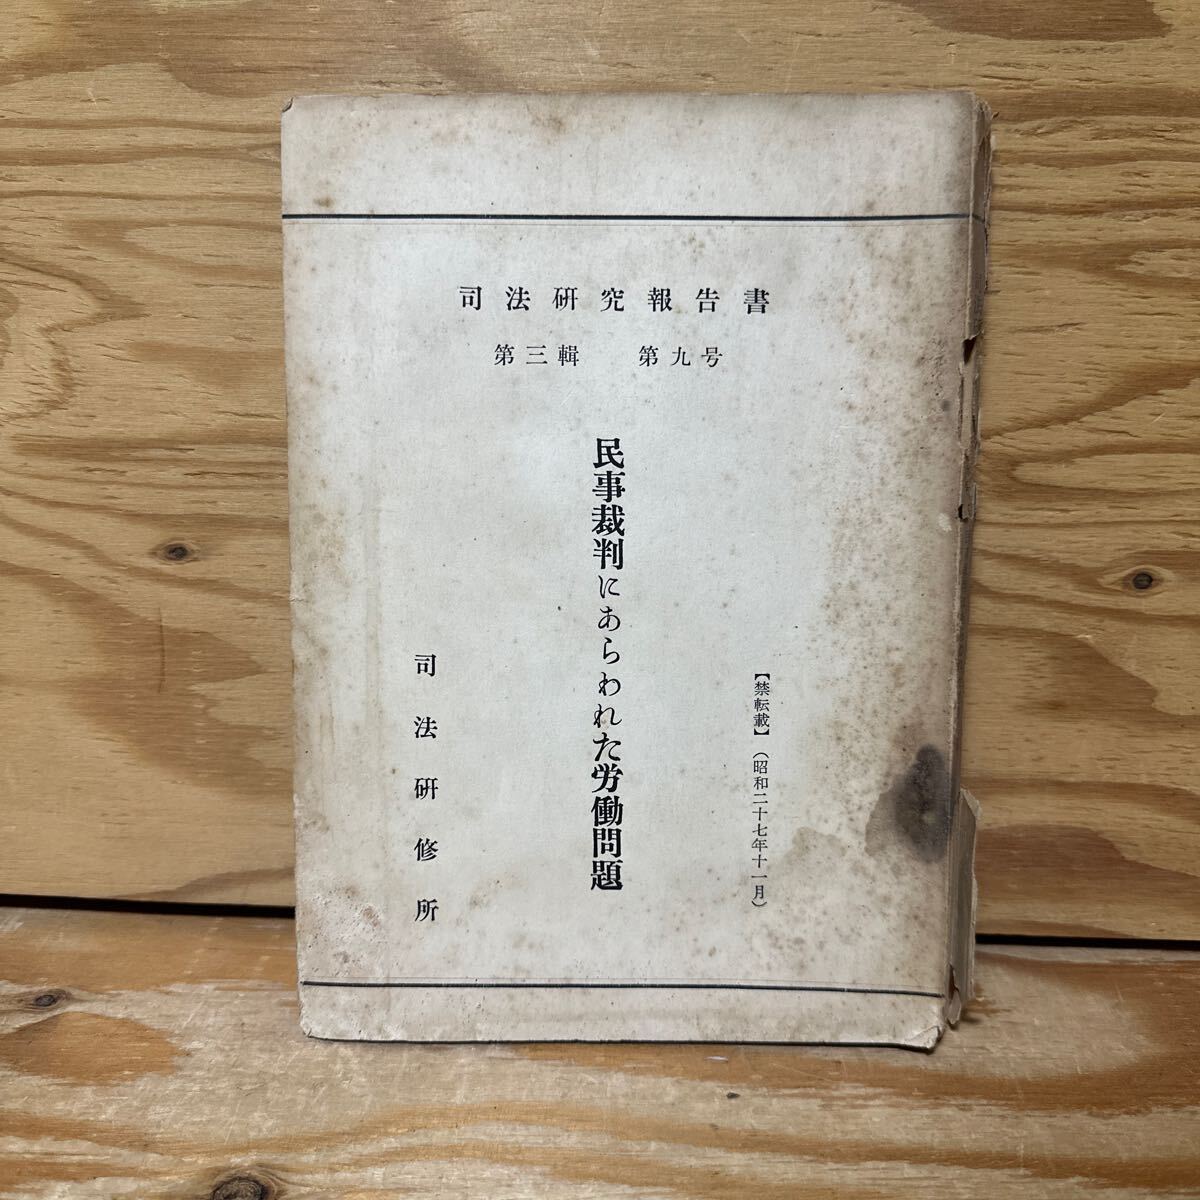 司法研究報告書
第三輯　第九号
【禁転載】（昭和二十七年十一月）
民事裁判にあらわれた労働問題
司法研修所